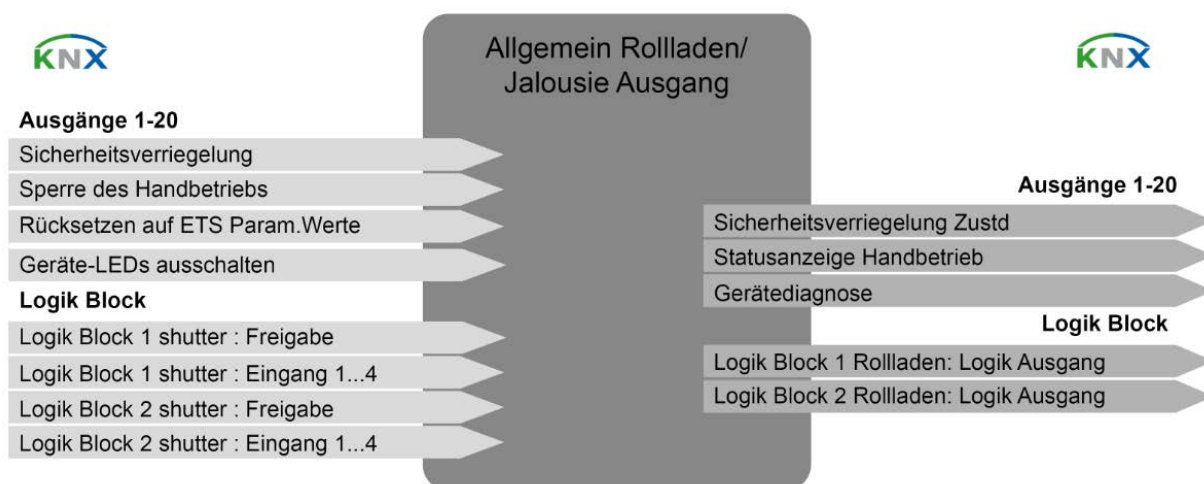 KNX
Allgemein Rollladen/
Jalousie Ausgang
KNX
Ausgänge 1-20
Sicherheitsverriegelung
Sperre des Handbetriebs
Rücksetzen auf ETS Param.Werte
Geräte-LEDs ausschalten
Logik Block
Logik Block 1 shutter : Freigabe
Logik Block 1 shutter : Eingang 1...4
Logik Block 2 shutter : Freigabe
Logik Block 2 shutter : Eingang 1...4
Ausgänge 1-20
Sicherheitsverriegelung Zustd
Statusanzeige Handbetrieb
Gerätediagnose
Logik Block
Logik Block 1 Rollladen: Logik Ausgang
Logik Block 2 Rollladen: Logik Ausgang